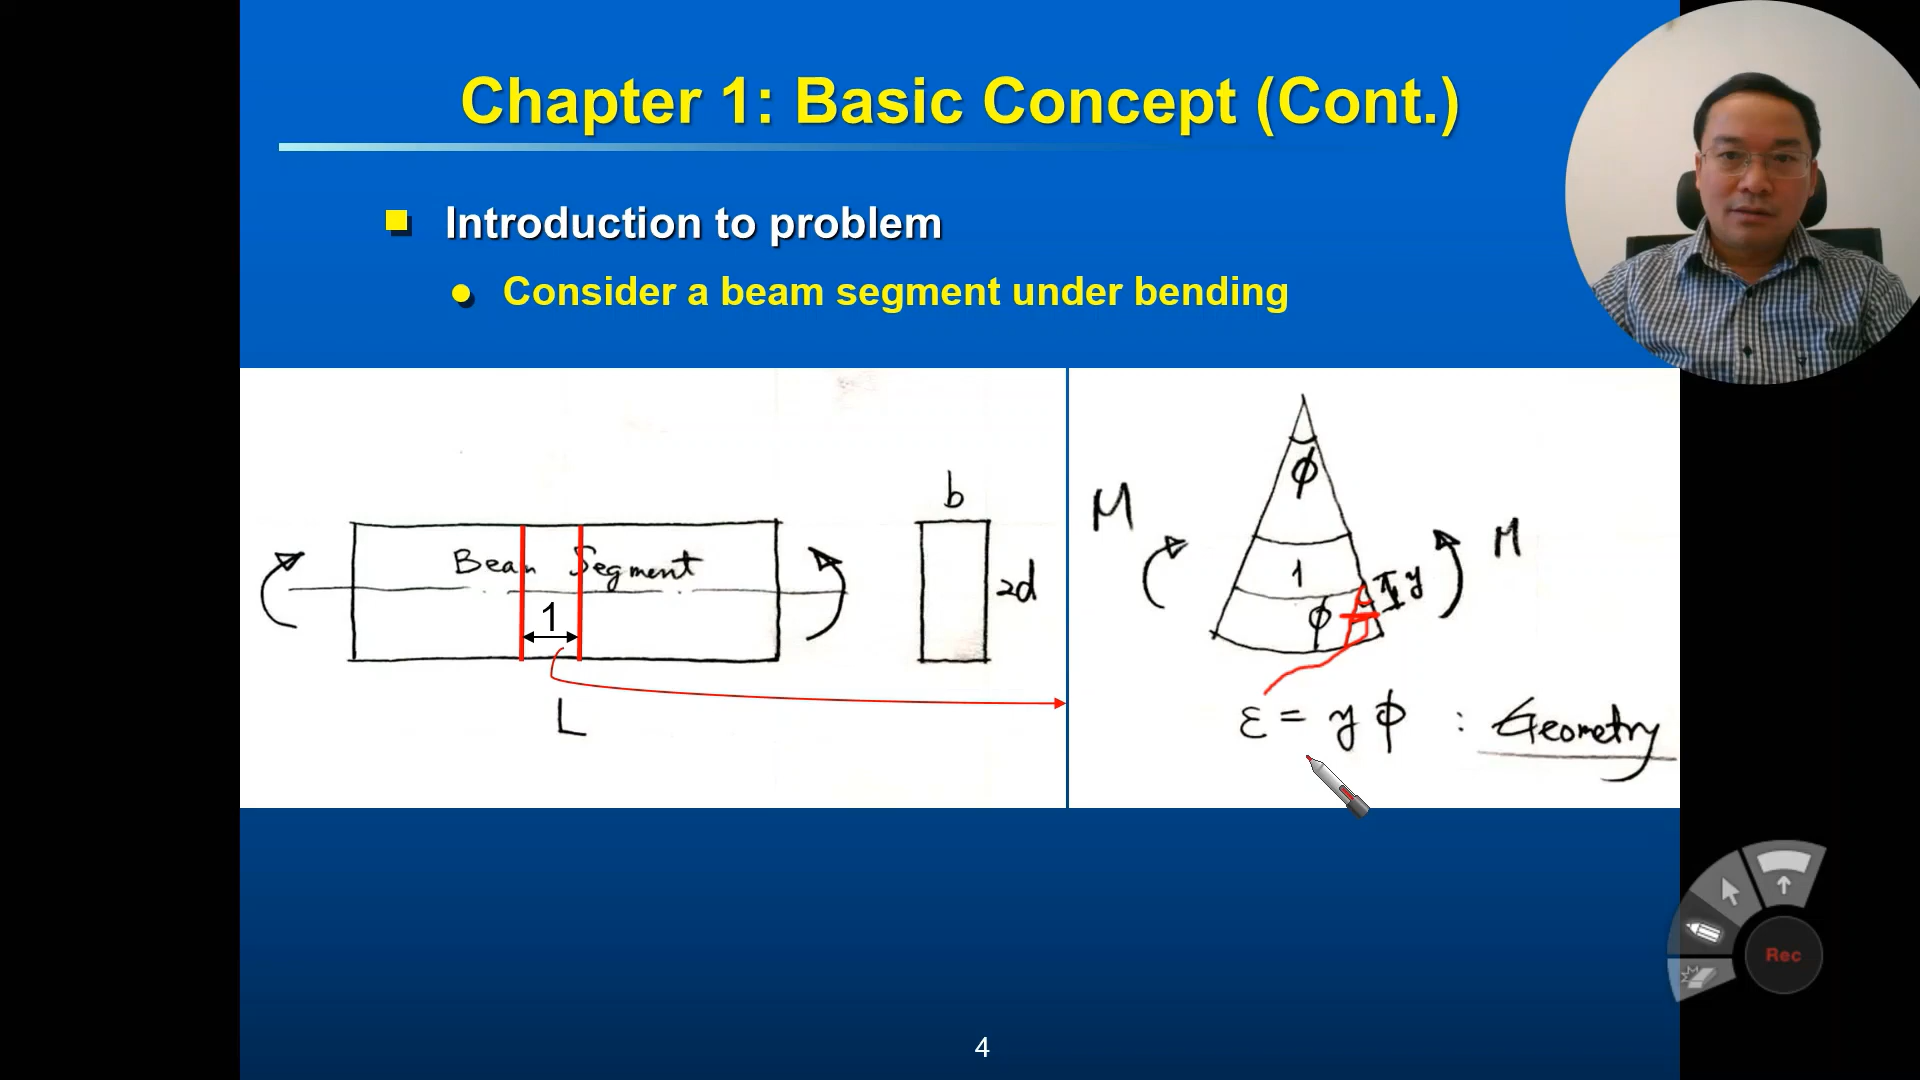 Chapter 1: Basic Concept (Cont.)
Introduction to problem
Consider a beam segment under bending
Beam Segment
1
L
b
2d
ϕ
M
M
1
y
ϕ
ε = y ϕ : Geometry
Rec
4